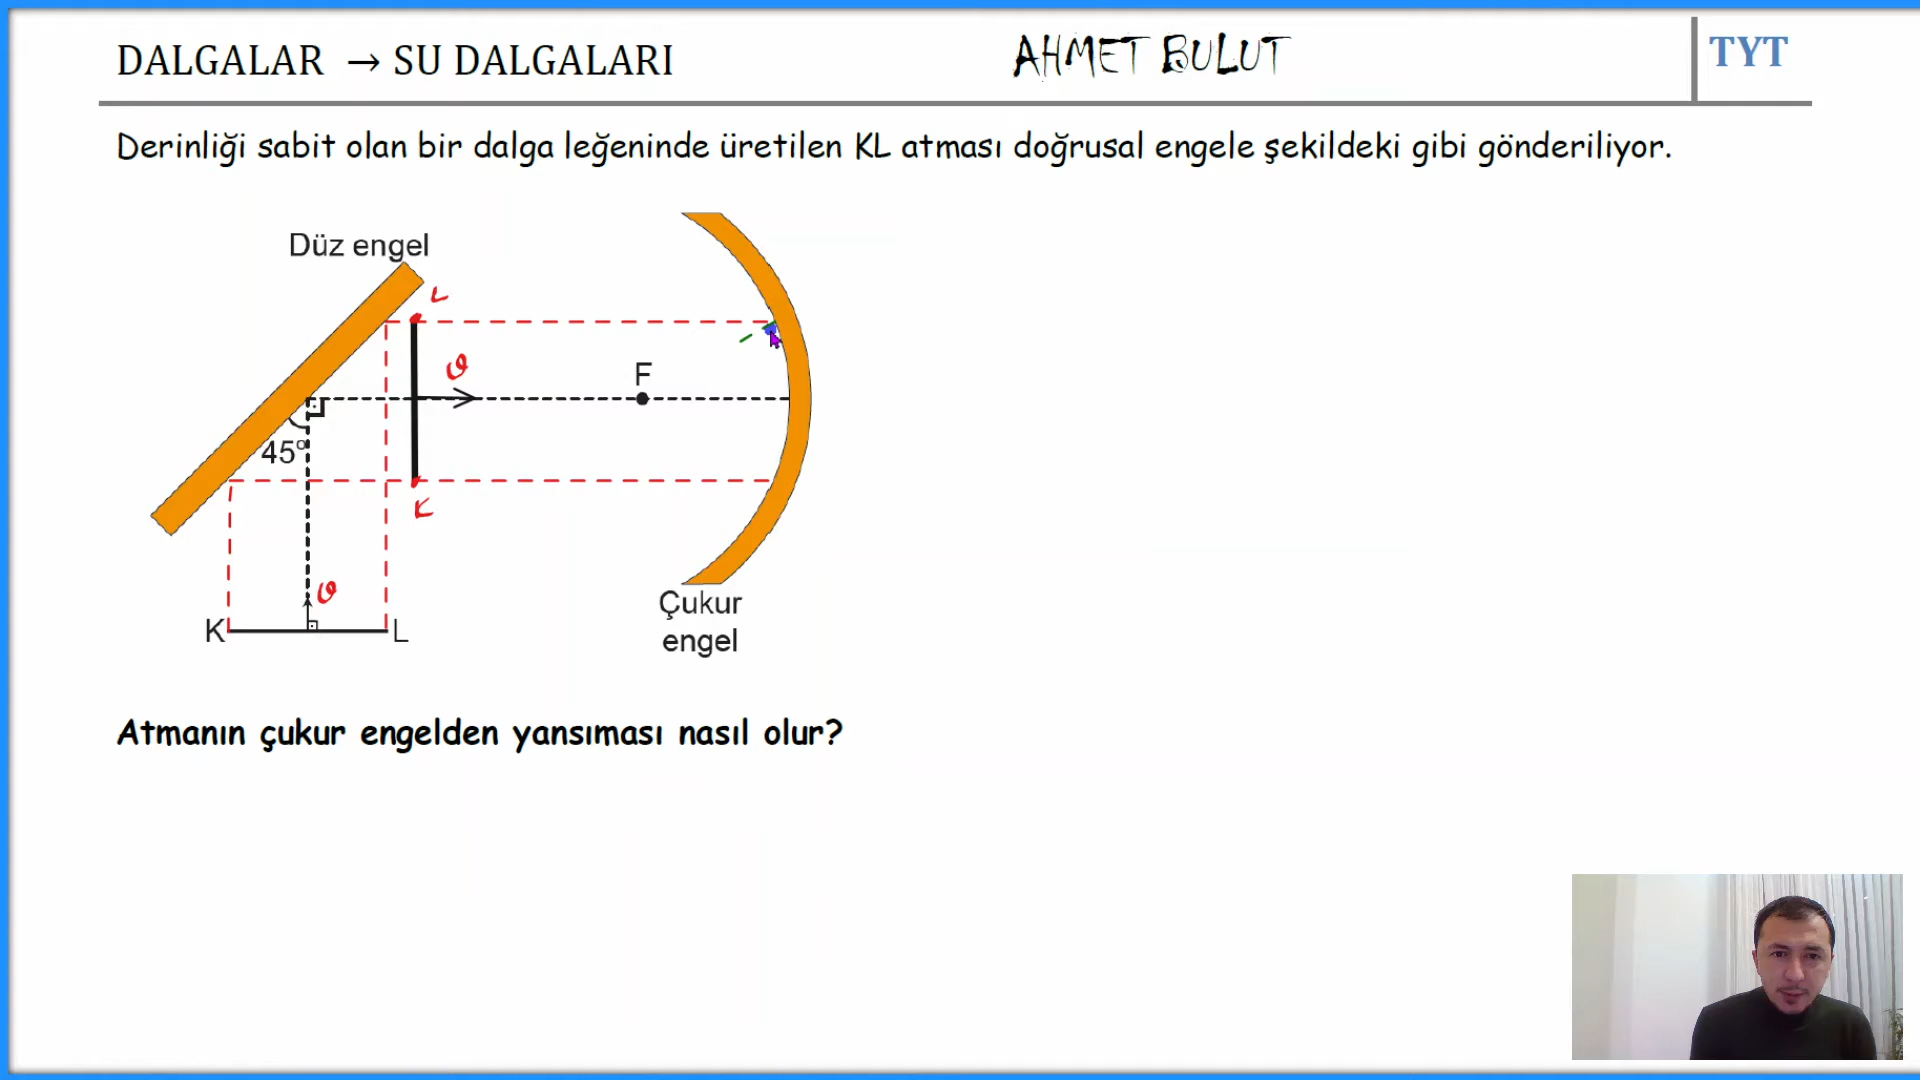 DALGALAR → SU DALGALARI
AHMET BULUT
TYT
Derinliği sabit olan bir dalga leğeninde üretilen KL atması doğrusal engele şekildeki gibi gönderiliyor.
Düz engel
L
ϑ
F
45°
K
ϑ
K
L
Çukur
engel
Atmanın çukur engelden yansıması nasıl olur?